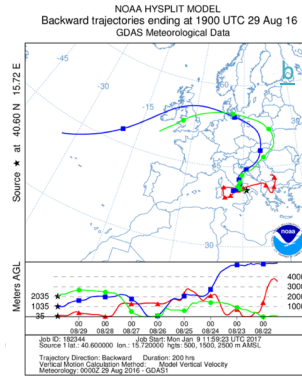 NOAA HYSPLIT MODEL
Backward trajectories ending at 1900 UTC 29 Aug 16
GDAS Meteorological Data
Source ★ at 40.60 N 15.72 E
-45
-30
-15
30
b
noaa
Meters AGL
2035
1035
35
4000
3000
2000
1000
00 00 00 00 00 00 00 00
08/29 08/28 08/27 08/26 08/25 08/24 08/23 08/22
Job ID: 182344 Job Start: Mon Jan 9 11:59:23 UTC 2017
Source 1 lat.: 40.600000 lon.: 15.720000 hgts: 500, 1500, 2500 m AMSL
Trajectory Direction: Backward Duration: 200 hrs
Vertical Motion Calculation Method: Model Vertical Velocity
Meteorology: 0000Z 29 Aug 2016 - GDAS1